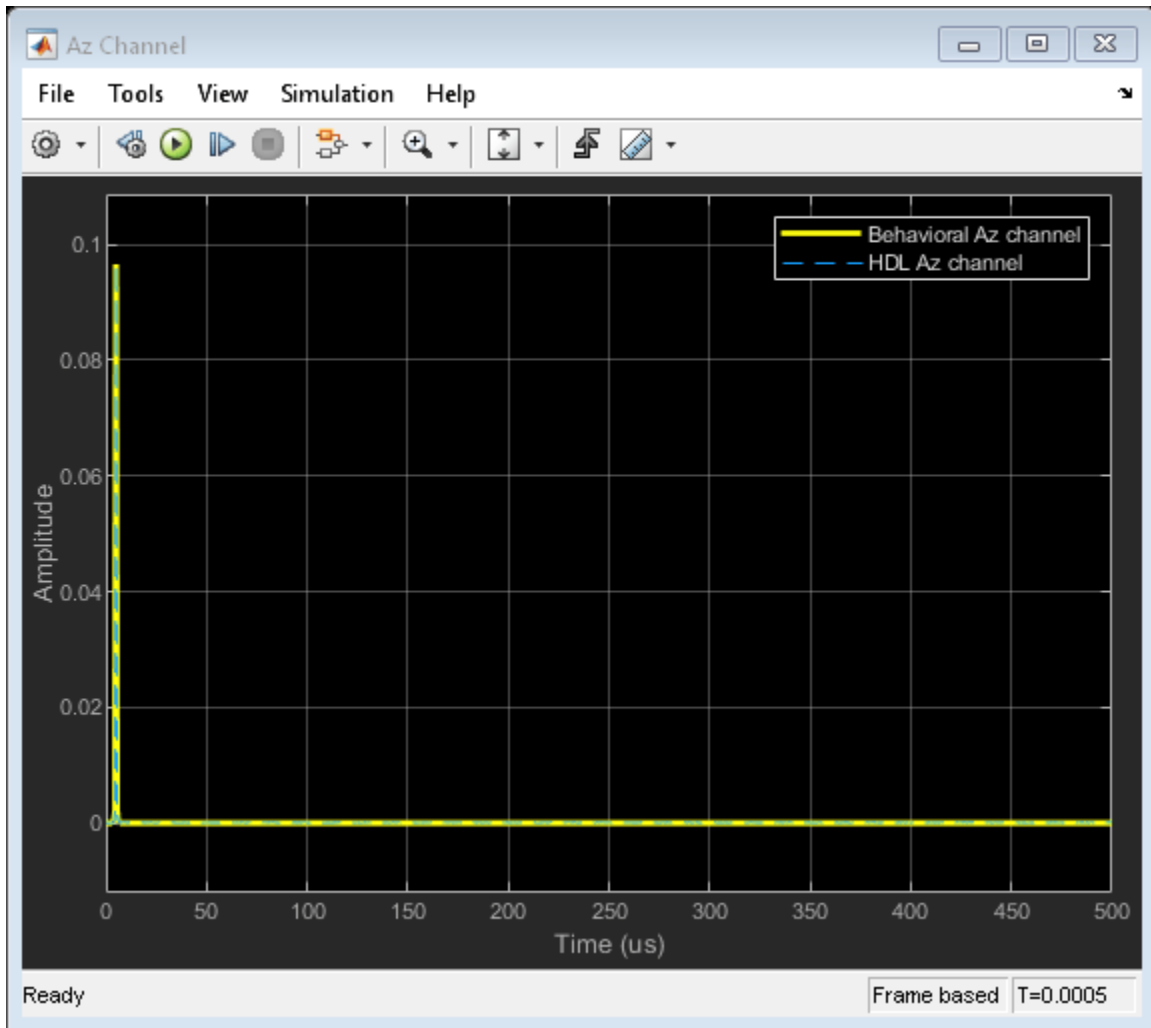 Az Channel
File Tools View Simulation Help
Behavioral Az channel
HDL Az channel
0.1
0.08
0.06
0.04
0.02
0
Amplitude
0 50 100 150 200 250 300 350 400 450 500
Time (us)
Ready Frame based T=0.0005